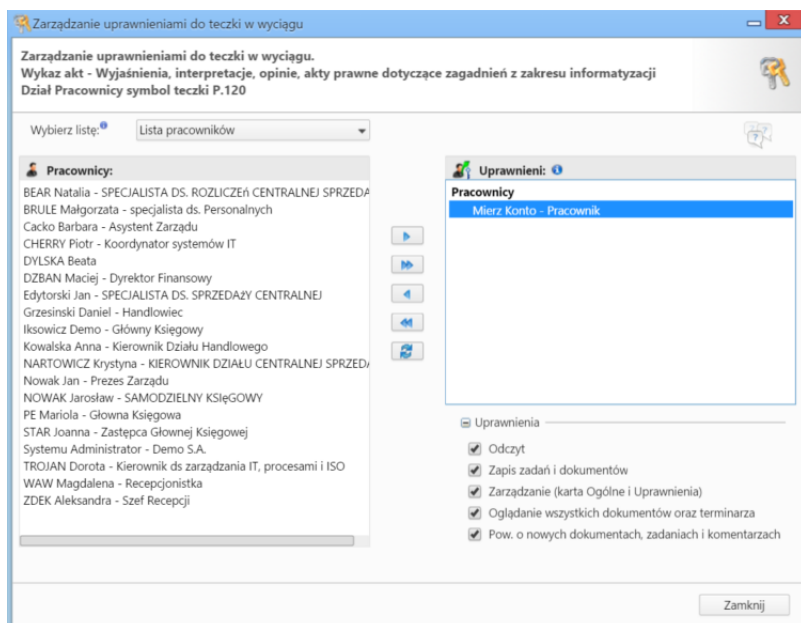 Zarządzanie uprawnieniami do teczki w wyciągu
Zarządzanie uprawnieniami do teczki w wyciągu.
Wykaz akt - Wyjaśnienia, interpretacje, opinie, akty prawne dotyczące zagadnień z zakresu informatyzacji
Dział Pracownicy symbol teczki P.120
Wybierz listę:
Lista pracowników
Pracownicy:
BEAR Natalia - SPECJALISTA DS. ROZLICZEń CENTRALNEJ SPRZEDA
BRULE Małgorzata - specjalista ds. Personalnych
Cacko Barbara - Asystent Zarządu
CHERRY Piotr - Koordynator systemów IT
DYLSKA Beata
DZBAN Maciej - Dyrektor Finansowy
Edytorski Jan - SPECJALISTA DS. SPRZEDAżY CENTRALNEJ
Grzesinski Daniel - Handlowiec
Iksowicz Demo - Główny Księgowy
Kowalska Anna - Kierownik Działu Handlowego
NARTOWICZ Krystyna - KIEROWNIK DZIAŁU CENTRALNEJ SPRZEDA
Nowak Jan - Prezes Zarządu
NOWAK Jarosław - SAMODZIELNY KSIęGOWY
PE Mariola - Głowna Księgowa
STAR Joanna - Zastępca Głownej Księgowej
Systemu Administrator - Demo S.A.
TROJAN Dorota - Kierownik ds zarządzania IT, procesami i ISO
WAW Magdalena - Recepcjonistka
ZDEK Aleksandra - Szef Recepcji
Uprawnieni:
Pracownicy
Mierz Konto - Pracownik
Uprawnienia
Odczyt
Zapis zadań i dokumentów
Zarządzanie (karta Ogólne i Uprawnienia)
Oglądanie wszystkich dokumentów oraz terminarza
Pow. o nowych dokumentach, zadaniach i komentarzach
Zamknij